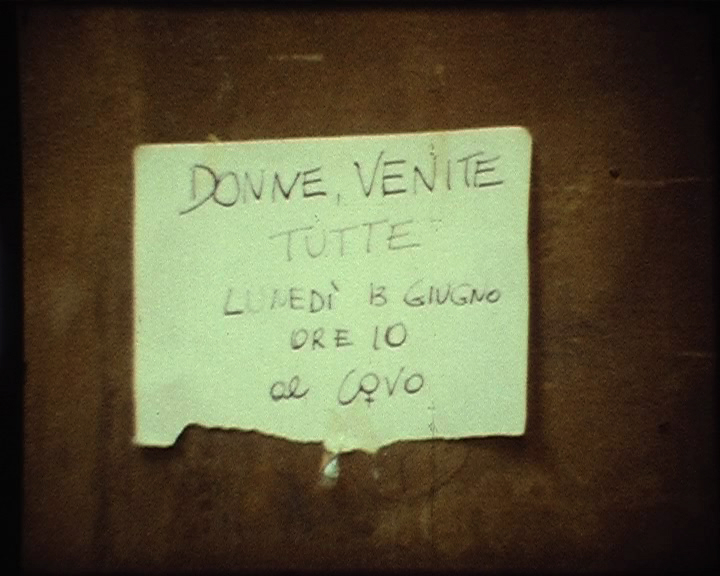 DONNE, VENITE
TUTTE
LUNEDÌ 13 GIUGNO
ORE 10
al COVO